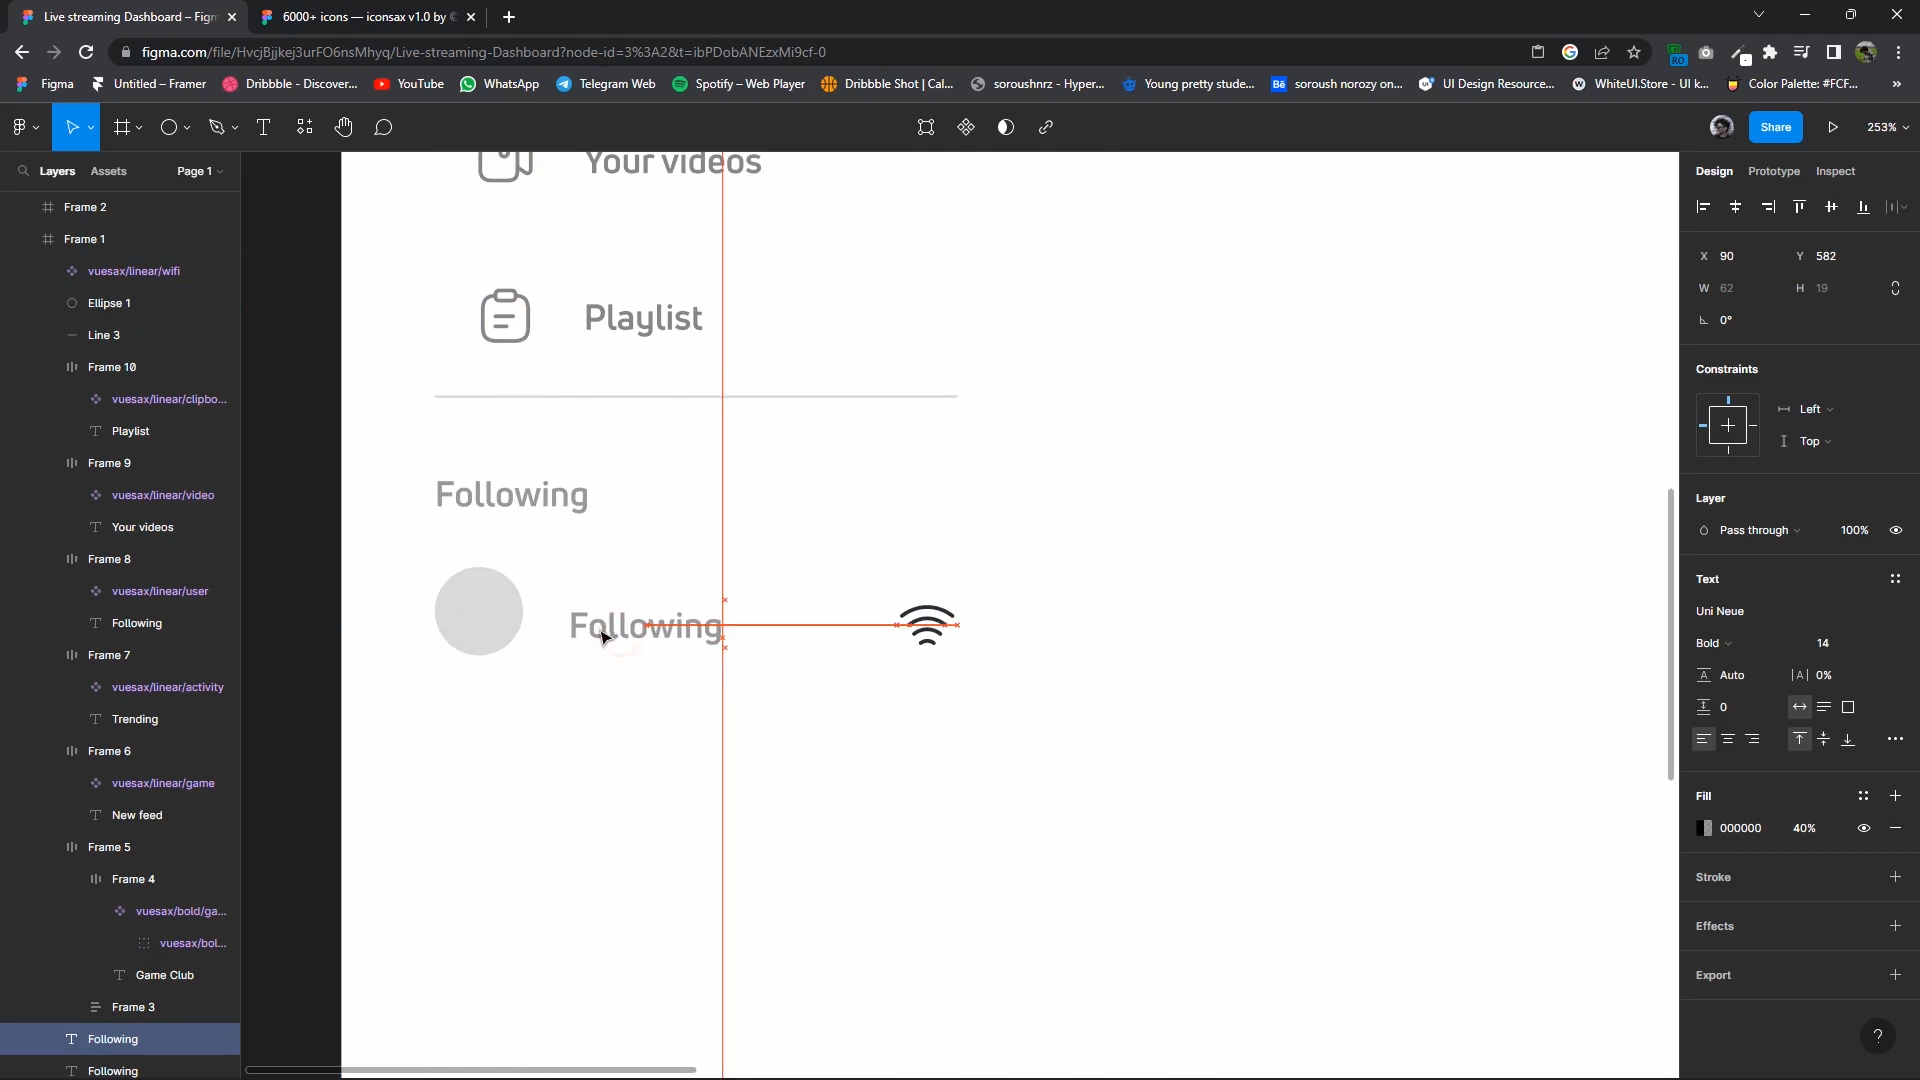 Live streaming Dashboard – Figm
6000+ icons — iconsax v1.0 by ©
figma.com/file/HvcjBjjkej3urFO6nsMhyq/Live-streaming-Dashboard?node-id=3%3A2&t=ibPDobANEzxMi9cf-0
RO
Figma
Untitled – Framer
Dribbble - Discover...
YouTube
WhatsApp
Telegram Web
Spotify – Web Player
Dribbble Shot | Cal...
soroushnrz - Hyper...
Young pretty stude...
Bē soroush norozy on...
UI Design Resource...
WhiteUI.Store - UI k...
Color Palette: #FCF...
»
Share
253%
Layers
Assets
Page 1
Frame 2
Frame 1
vuesax/linear/wifi
Ellipse 1
Line 3
Frame 10
vuesax/linear/clipbo...
Playlist
Frame 9
vuesax/linear/video
Your videos
Frame 8
vuesax/linear/user
Following
Frame 7
vuesax/linear/activity
Trending
Frame 6
vuesax/linear/game
New feed
Frame 5
Frame 4
vuesax/bold/ga...
vuesax/bol...
Game Club
Frame 3
Following
Following
Your videos
Playlist
Following
Following
Design
Prototype
Inspect
X 90
Y 582
W 62
H 19
0°
Constraints
Left
Top
Layer
Pass through
100%
Text
Uni Neue
Bold
14
Auto
|A| 0%
0
Fill
000000
40%
Stroke
Effects
Export
?